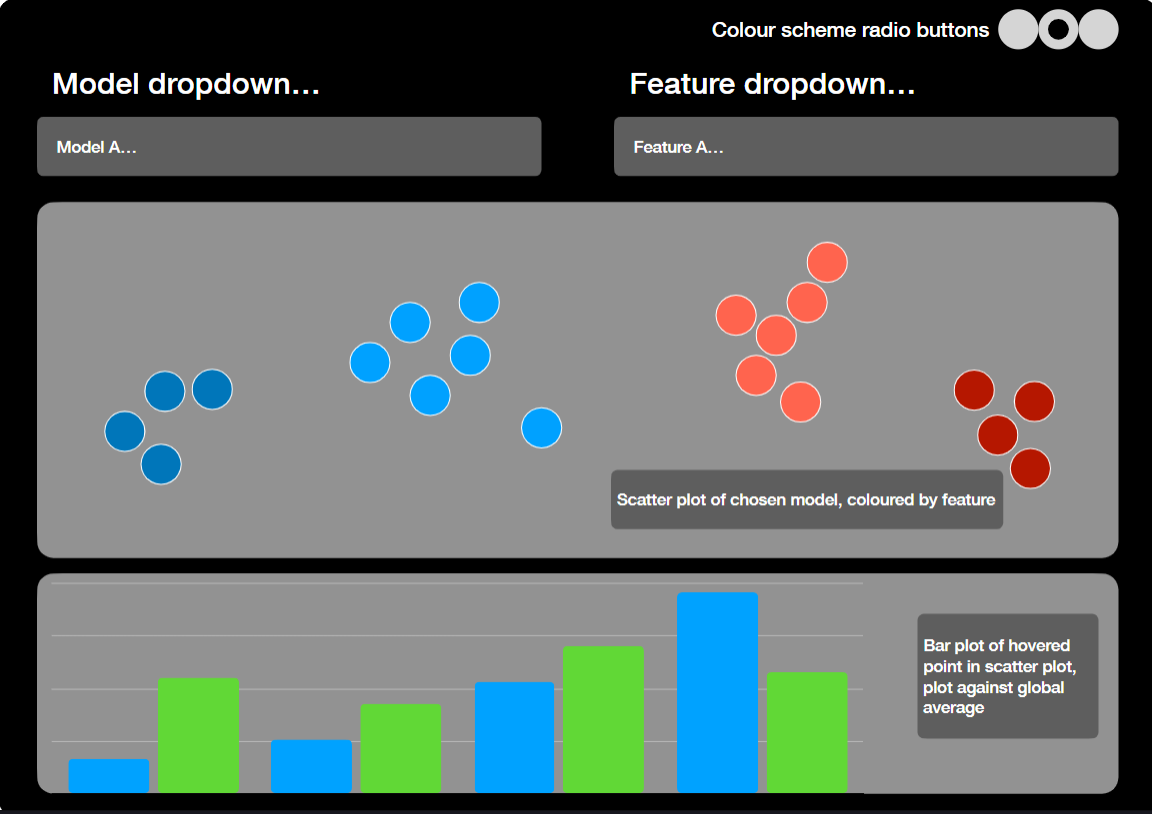 Colour scheme radio buttons
Model dropdown…
Feature dropdown…
Model A…
Feature A…
Scatter plot of chosen model, coloured by feature
Bar plot of hovered
point in scatter plot,
plot against global
average